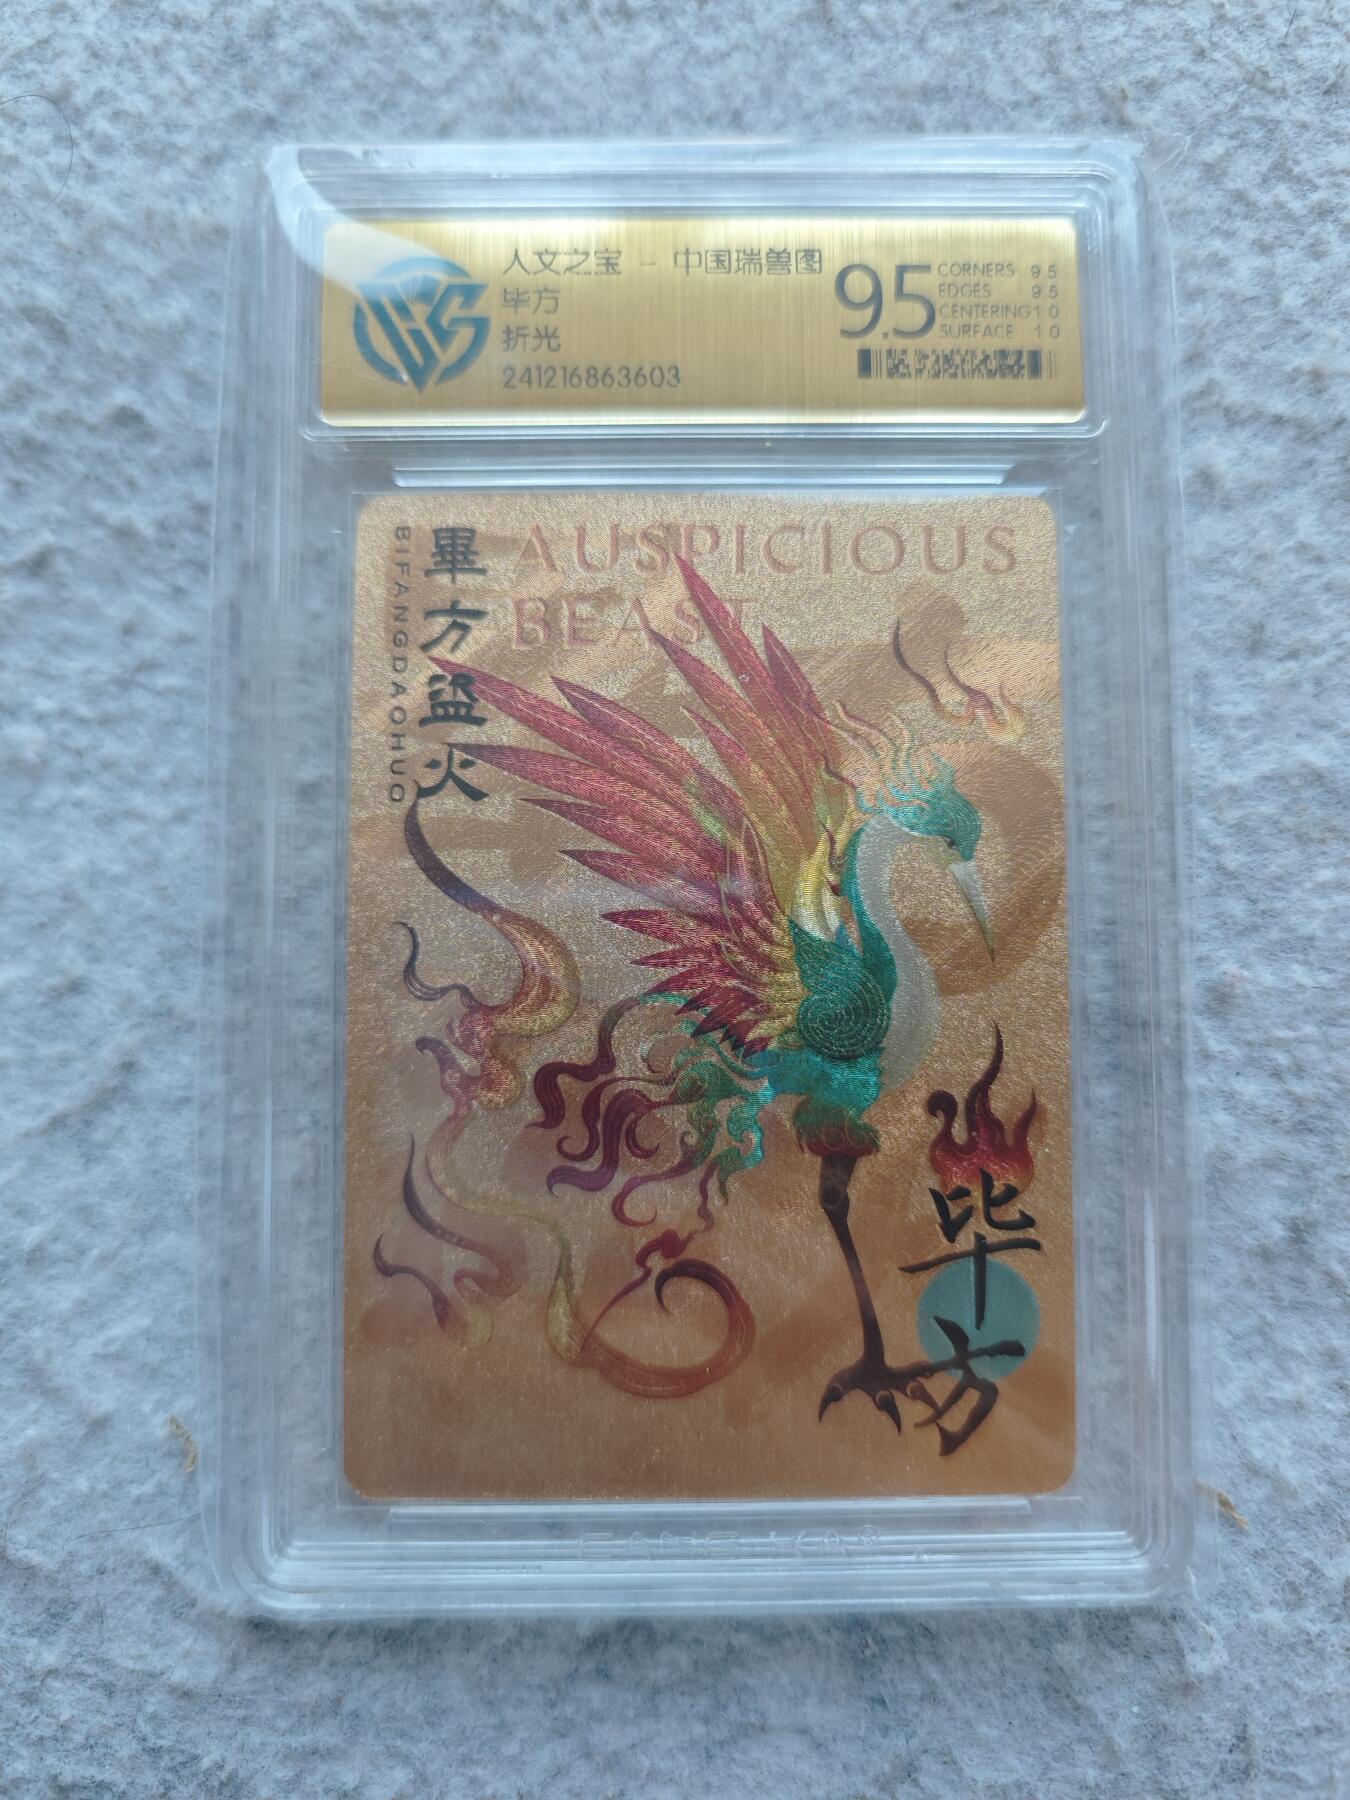 人文之宝 - 中国瑞兽图
毕方
折光
241216863603
9.5
CORNERS 9.5
EDGES 9.5
CENTERING 10
SURFACE 10
畢方盗火
BIFANGDAOHUO
AUSPICIOUS
BEAST
毕方